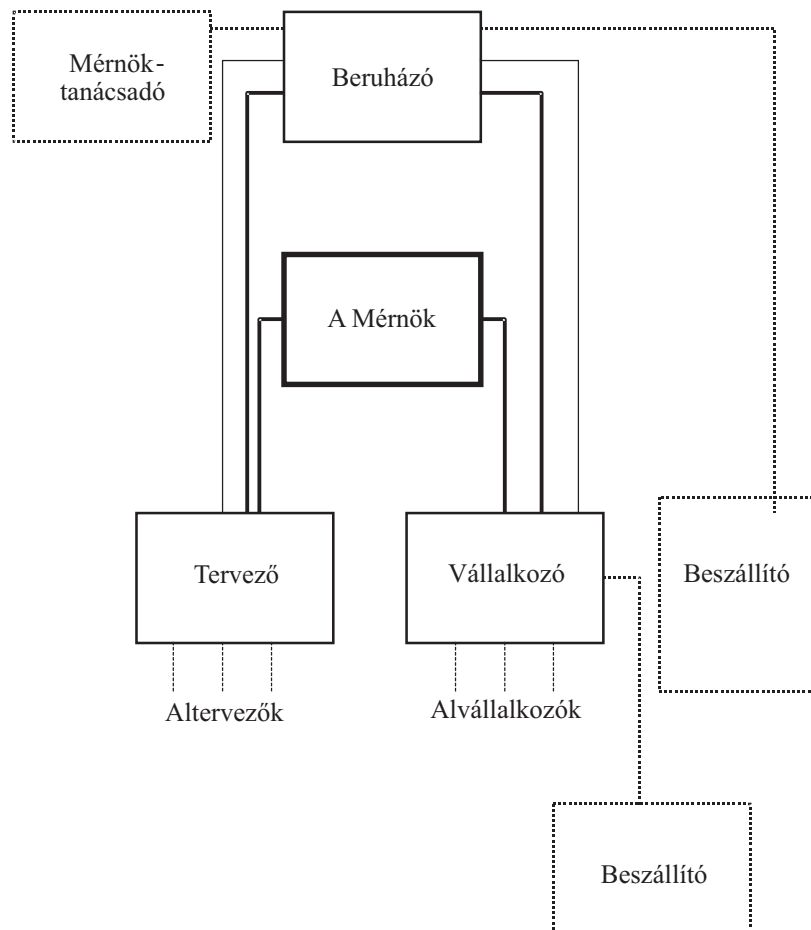 Mérnök-
tanácsadó
Beruházó
A Mérnök
Tervező
Vállalkozó
Beszállító
Altervezők
Alvállalkozók
Beszállító